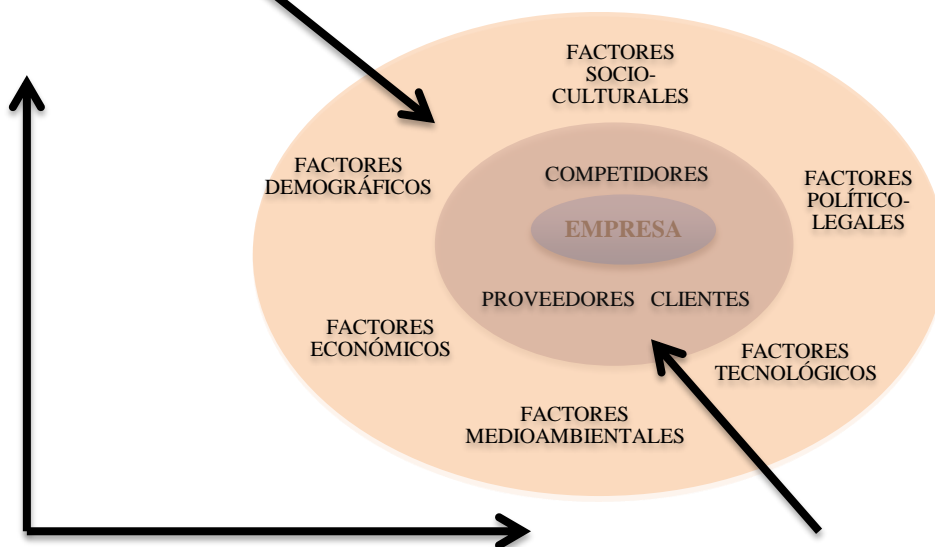 FACTORES
SOCIO-
CULTURALES
FACTORES
DEMOGRÁFICOS
COMPETIDORES
FACTORES
POLÍTICO-
LEGALES
EMPRESA
PROVEEDORES CLIENTES
FACTORES
ECONÓMICOS
FACTORES
TECNOLÓGICOS
FACTORES
MEDIOAMBIENTALES